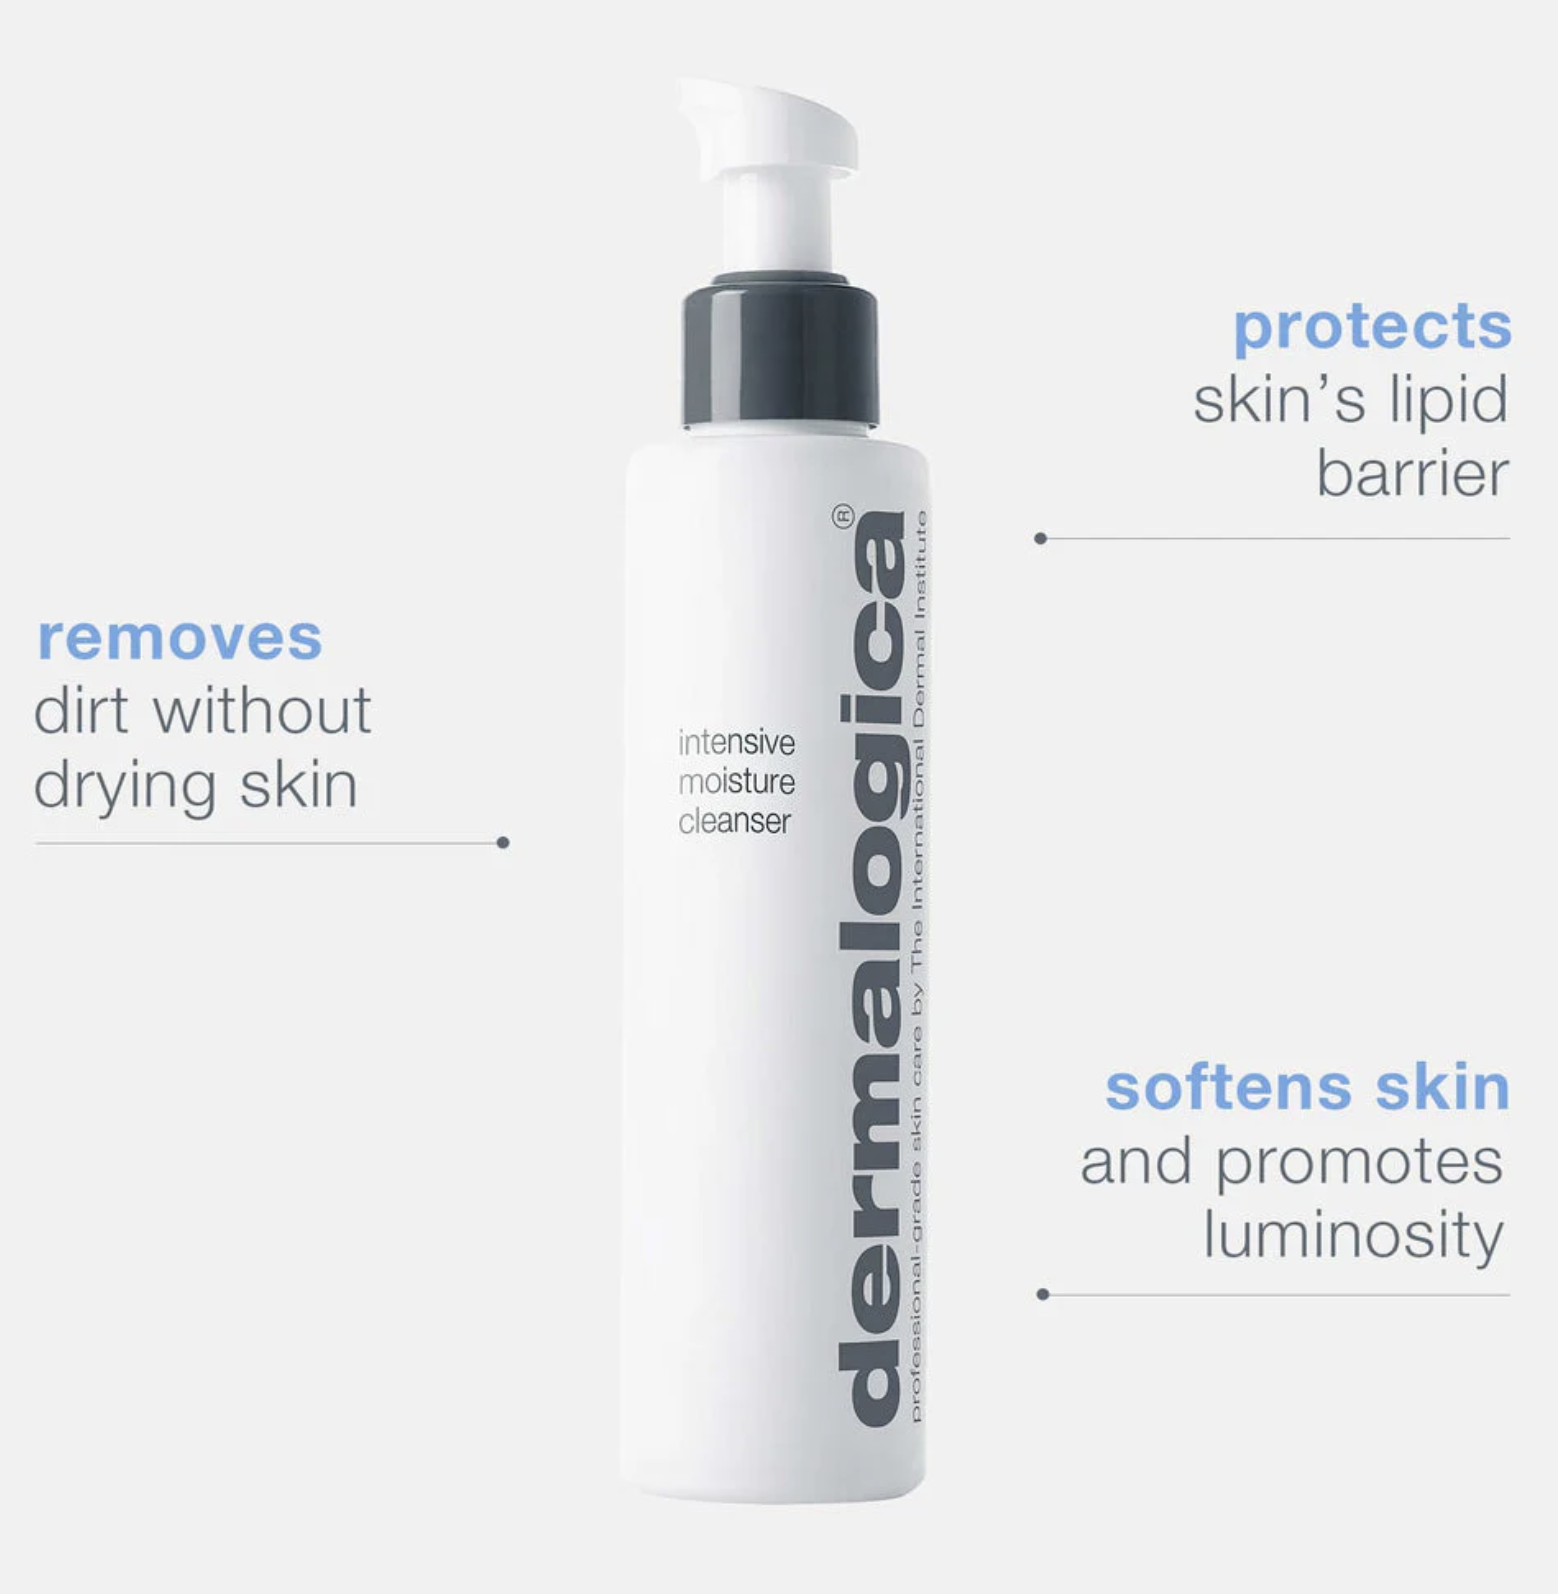 protects
skin's lipid
barrier
removes
dirt without
drying skin
intensive
moisture
cleanser
dermalogica®
professional-grade skin care by The International Dermal Institute
softens skin
and promotes
luminosity